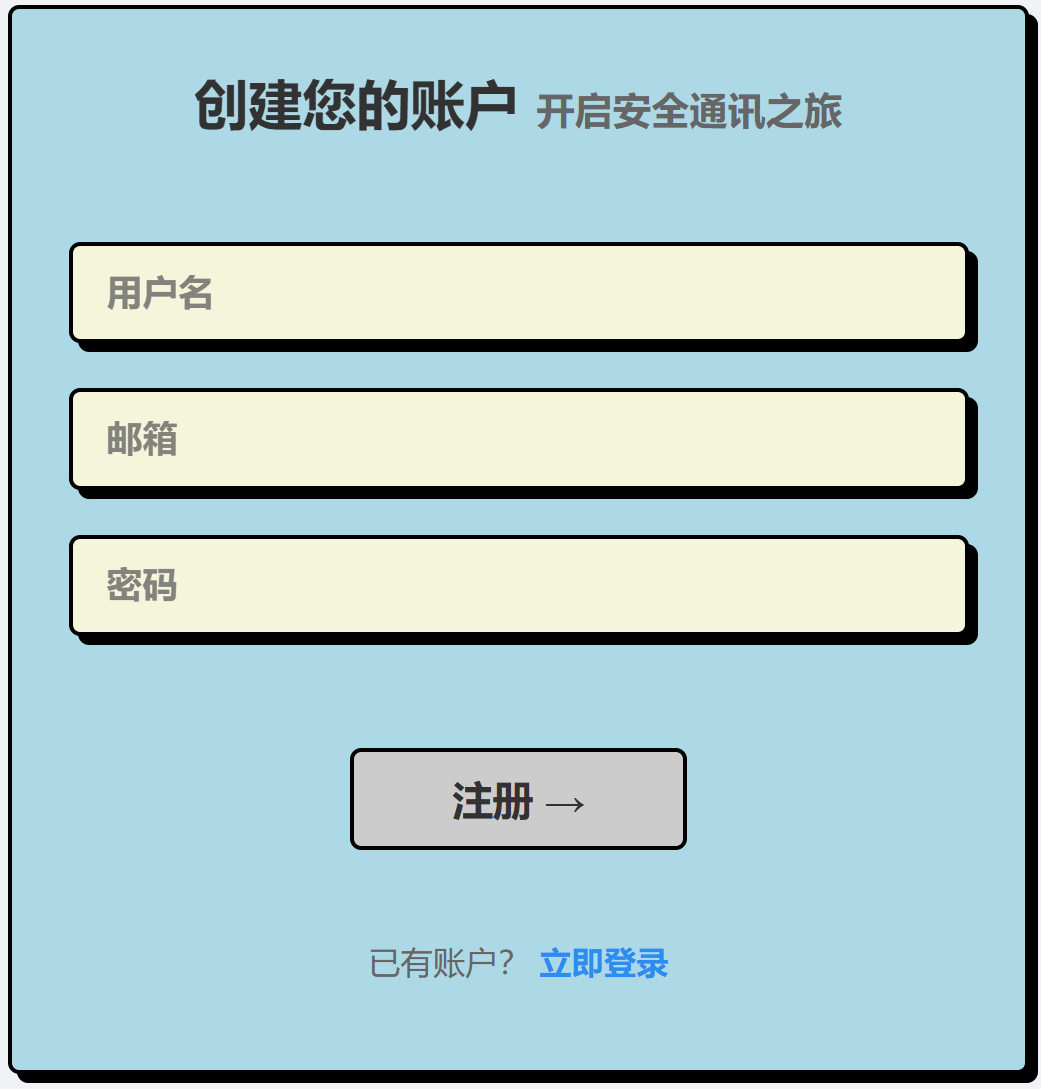 创建您的账户 开启安全通讯之旅
用户名
邮箱
密码
注册 →
已有账户? 立即登录